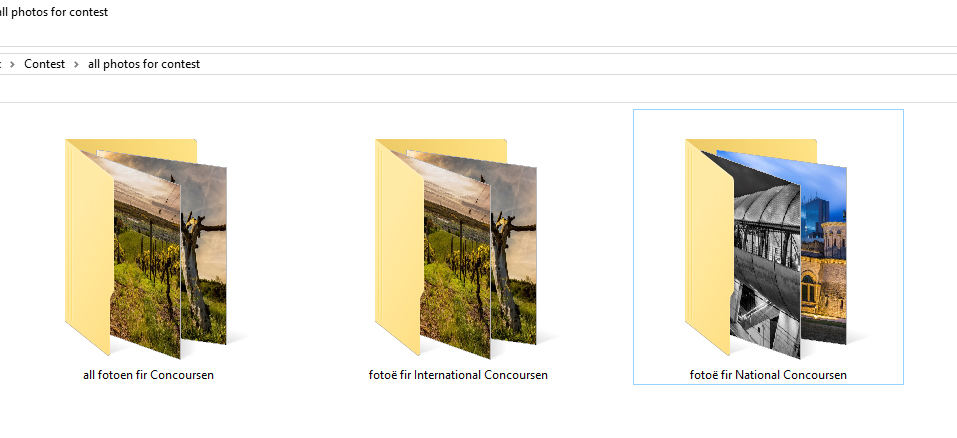 all photos for contest
Contest > all photos for contest
all fotoen fir Concoursen
fotoë fir International Concoursen
fotoë fir National Concoursen